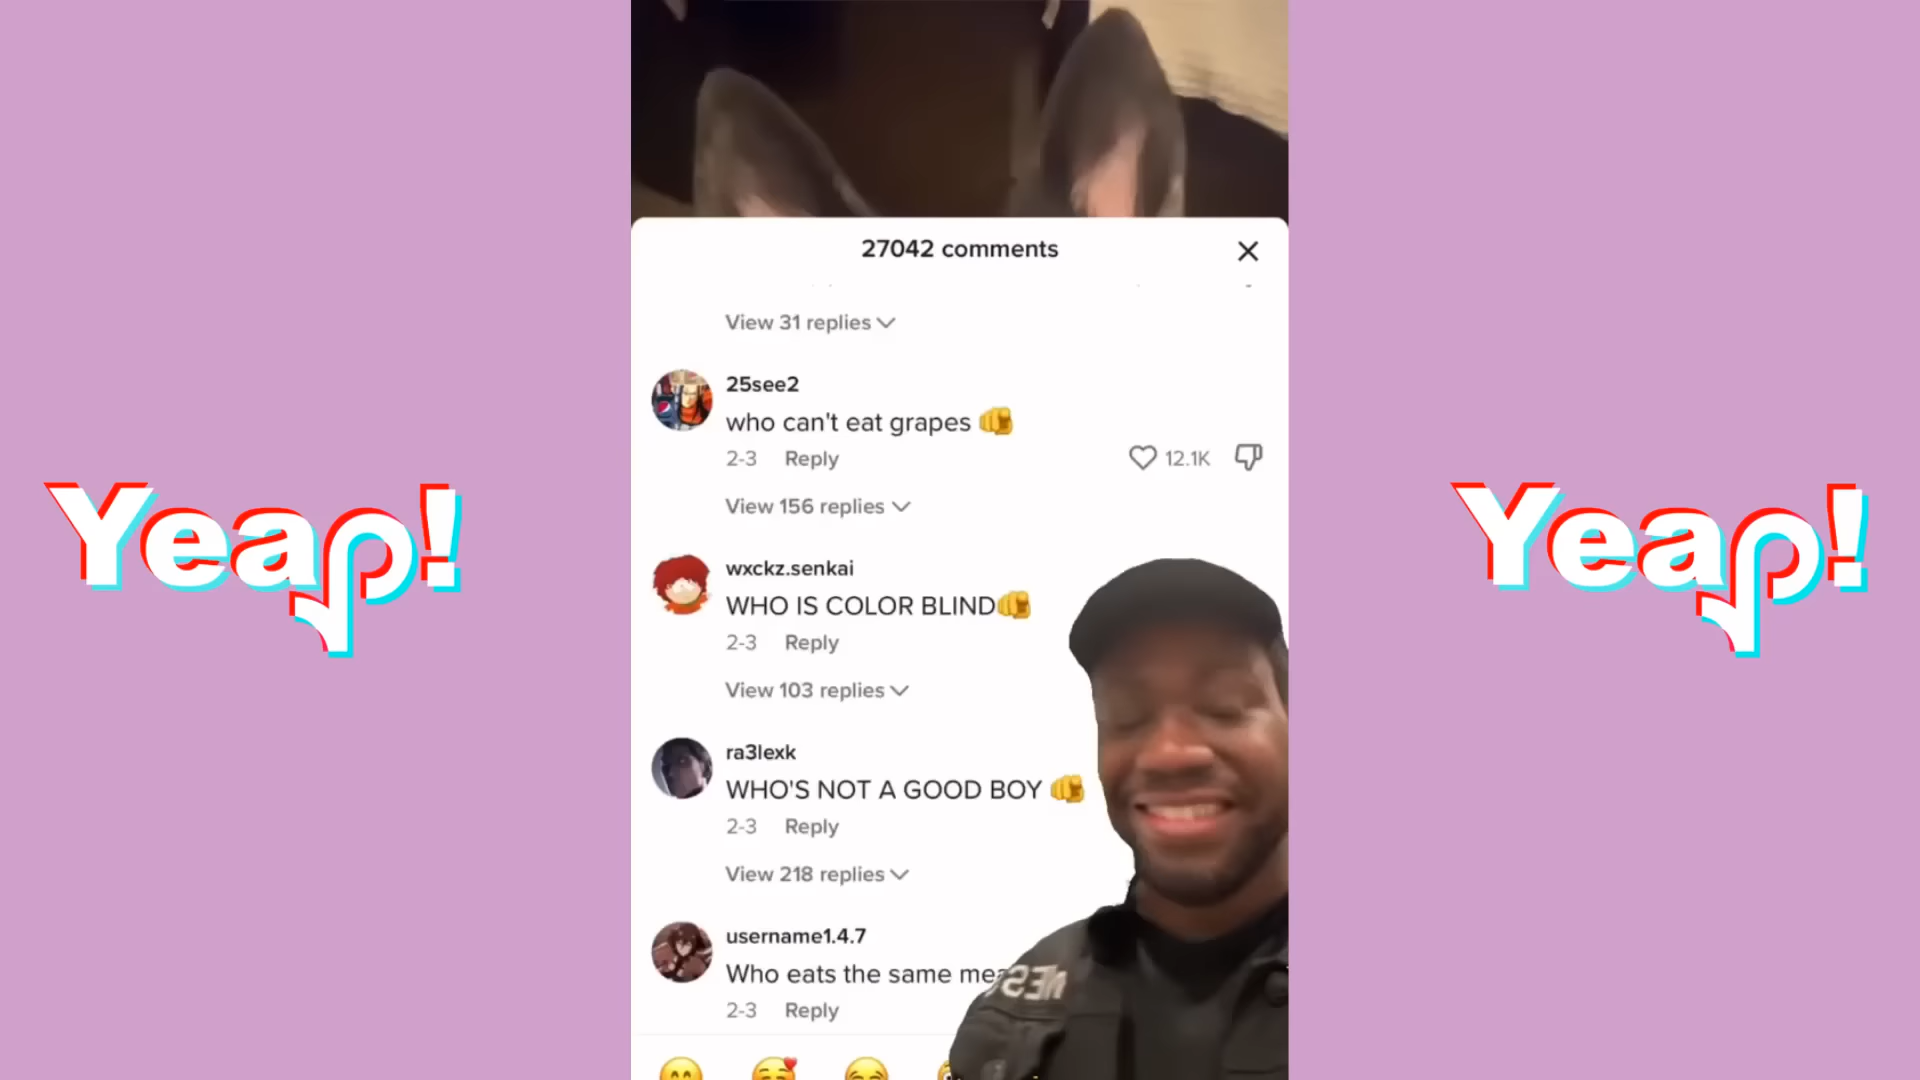 27042 comments
View 31 replies
25see2
who can't eat grapes 🫵
2-3 Reply
12.1K
View 156 replies
wxckz.senkai
WHO IS COLOR BLIND🫵
2-3 Reply
View 103 replies
Yeap!
Yeap!
ra3lexk
WHO'S NOT A GOOD BOY 🫵
2-3 Reply
View 218 replies
username1.4.7
Who eats the same
2-3 Reply